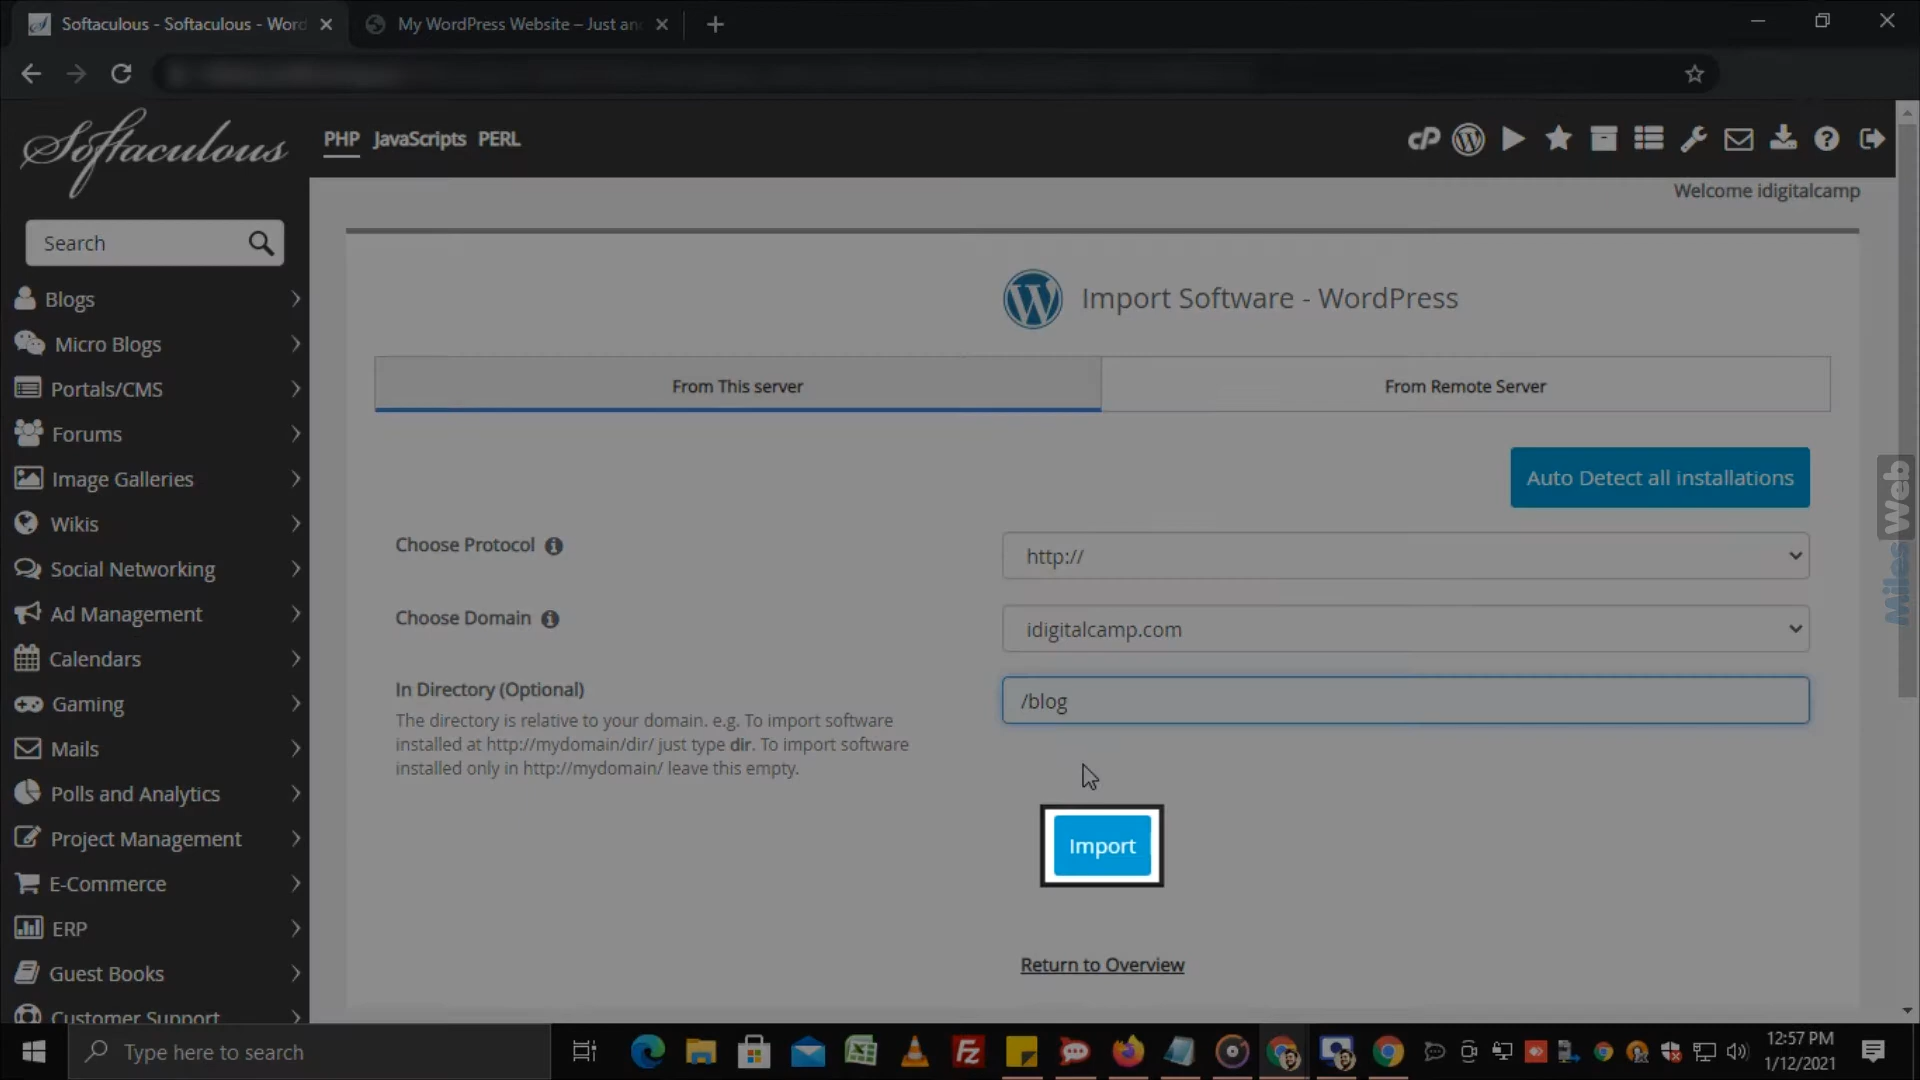 Softaculous - Softaculous - Word
My WordPress Website – Just an
Softaculous
PHP JavaScripts PERL
cP
Welcome idigitalcamp
Search
Blogs
Micro Blogs
Portals/CMS
Forums
Image Galleries
Wikis
Social Networking
Ad Management
Calendars
Gaming
Mails
Polls and Analytics
Project Management
E-Commerce
ERP
Guest Books
Customer Support
Import Software - WordPress
From This server
From Remote Server
Auto Detect all installations
Choose Protocol
http://
Choose Domain
idigitalcamp.com
In Directory (Optional)
/blog
The directory is relative to your domain. e.g. To import software
installed at http://mydomain/dir/ just type dir. To import software
installed only in http://mydomain/ leave this empty.
Import
Return to Overview
MilesWeb
Type here to search
Fz
12:57 PM
1/12/2021